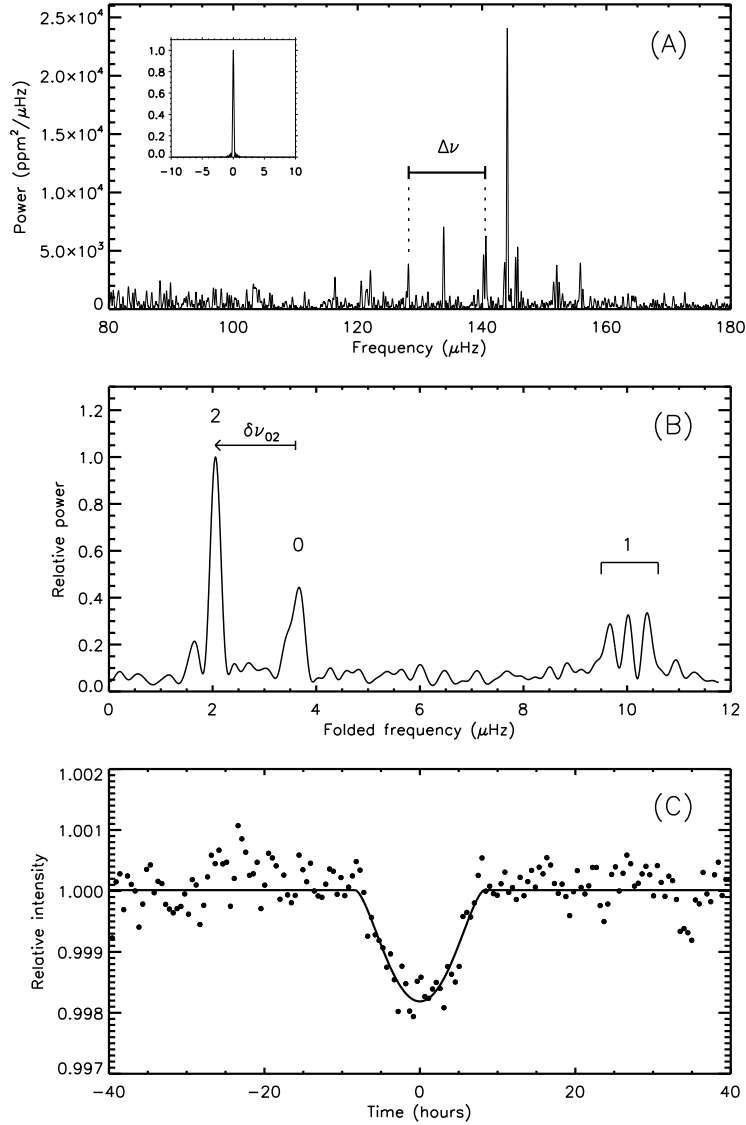 2.5×10⁴
2.0×10⁴
1.5×10⁴
1.0×10⁴
5.0×10³
0
Power (ppm²/μHz)
1.0
0.8
0.6
0.4
0.2
0.0
−10 −5 0 5 10
Δν
(A)
80 100 120 140 160 180
Frequency (μHz)
1.2
1.0
0.8
0.6
0.4
0.2
0.0
Relative power
2
δν₀₂
0
1
(B)
0 2 4 6 8 10 12
Folded frequency (μHz)
1.002
1.001
1.000
0.999
0.998
0.997
Relative intensity
(C)
−40 −20 0 20 40
Time (hours)